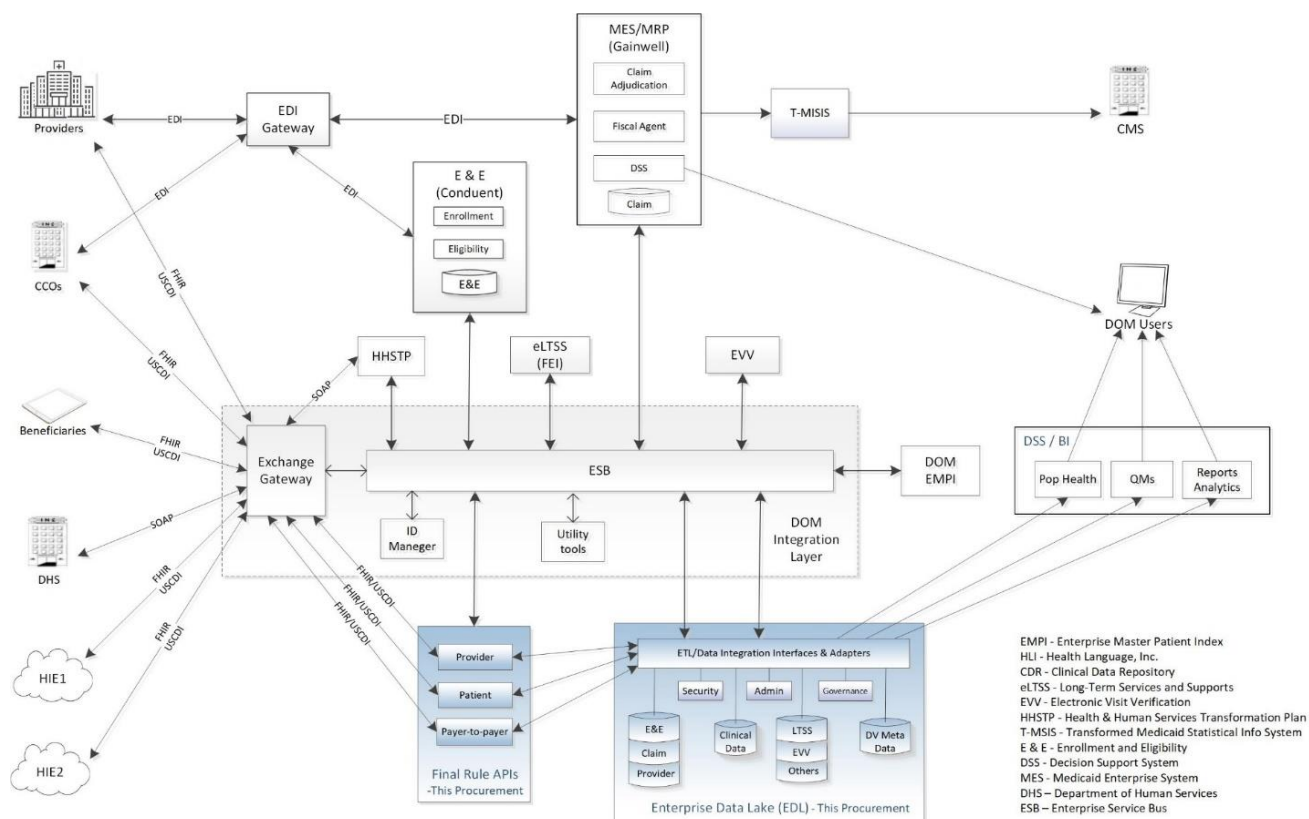 MES/MRP
(Gainwell)
Claim
Adjudication
Fiscal Agent
DSS
Claim
T-MISIS
CMS
Providers
EDI
EDI
Gateway
EDI
EDI
EDI
E & E
(Conduent)
Enrollment
Eligibility
E&E
CCOs
FHIR
USCDI
FHIR
USCDI
DOM Users
HHSTP
SOAP
eLTSS
(FEI)
EVV
Beneficiaries
FHIR
USCDI
Exchange
Gateway
ESB
DOM
EMPI
DSS / BI
Pop Health
QMs
Reports
Analytics
SOAP
DHS
ID
Maneger
Utility
tools
DOM
Integration
Layer
FHIR
USCDI
FHIR
USCDI
FHIR/USCDI
FHIR/USCDI
FHIR/USCDI
HIE1
HIE2
Provider
Patient
Payer-to-payer
Final Rule APIs
-This Procurement
ETL/Data Integration Interfaces & Adapters
Security
Admin
Governance
E&E
Claim
Provider
Clinical
Data
LTSS
EVV
Others
DV Meta
Data
Enterprise Data Lake (EDL) - This Procurement
EMPI - Enterprise Master Patient Index
HLI - Health Language, Inc.
CDR - Clinical Data Repository
eLTSS - Long-Term Services and Supports
EVV - Electronic Visit Verification
HHSTP - Health & Human Services Transformation Plan
T-MSIS - Transformed Medicaid Statistical Info System
E & E - Enrollment and Eligibility
DSS - Decision Support System
MES - Medicaid Enterprise System
DHS – Department of Human Services
ESB – Enterprise Service Bus